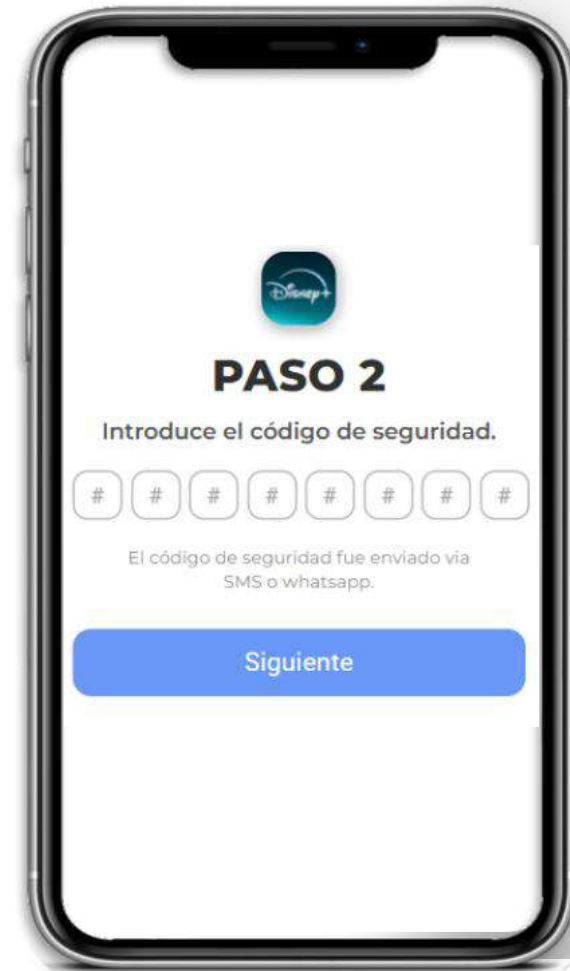 Disney+
PASO 2
Introduce el código de seguridad.
# # # # # # # #
El código de seguridad fue enviado via
SMS o whatsapp.
Siguiente